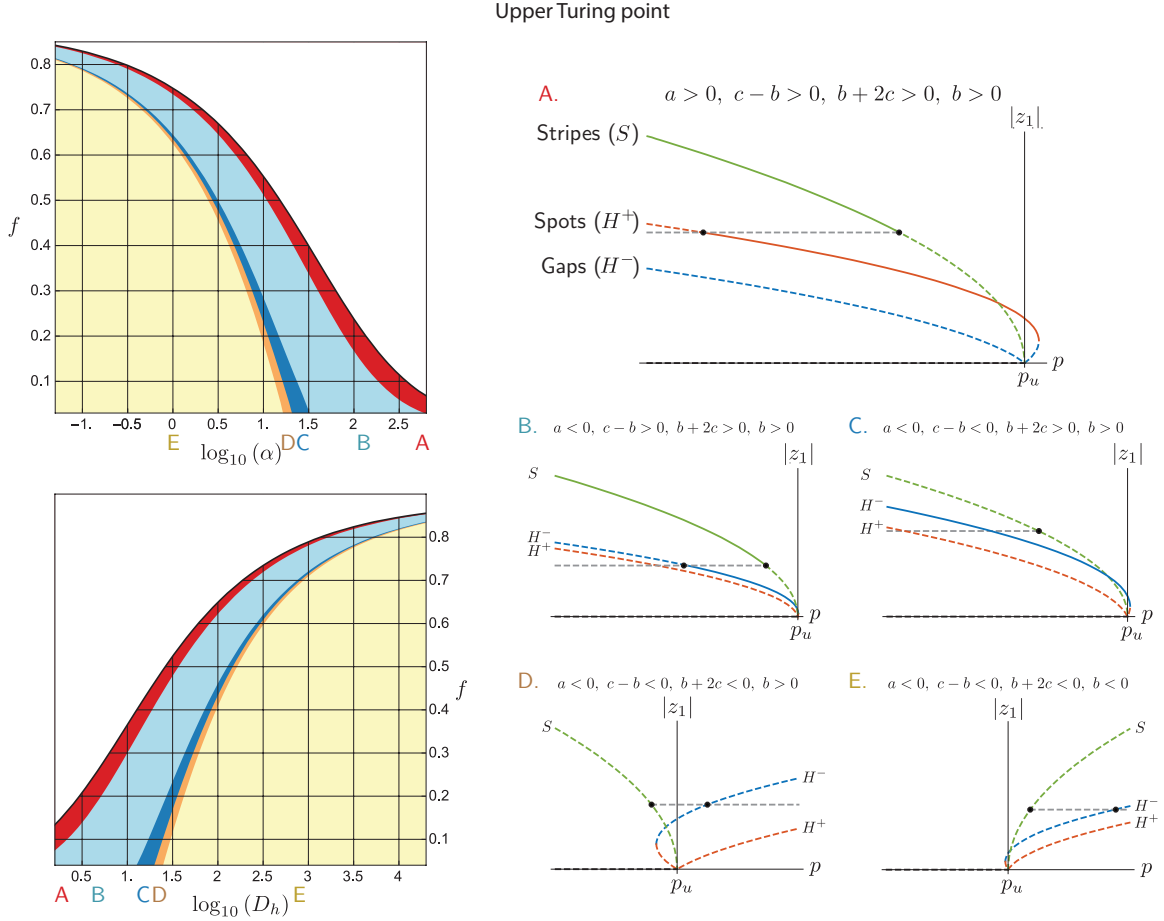 Upper Turing point
0.8
0.7
0.6
0.5
f
0.4
0.3
0.2
0.1
-1. -0.5 0 0.5 1.0 1.5 2.0 2.5
E D C B A
log₁₀ (α)
A. a > 0, c − b > 0, b + 2c > 0, b > 0
|z₁|
Stripes (S)
Spots (H⁺)
Gaps (H⁻)
p
pᵤ
B. a < 0, c − b > 0, b + 2c > 0, b > 0
|z₁|
S
H⁻
H⁺
p
pᵤ
C. a < 0, c − b < 0, b + 2c > 0, b > 0
|z₁|
S
H⁻
H⁺
p
pᵤ
0.8
0.7
0.6
0.5
f
0.4
0.3
0.2
0.1
0.5 1.0 1.5 2.0 2.5 3.0 3.5 4
A B C D E
log₁₀ (Dₕ)
D. a < 0, c − b < 0, b + 2c < 0, b > 0
|z₁|
S
H⁻
H⁺
p
pᵤ
E. a < 0, c − b < 0, b + 2c < 0, b < 0
|z₁|
S
H⁻
H⁺
p
pᵤ